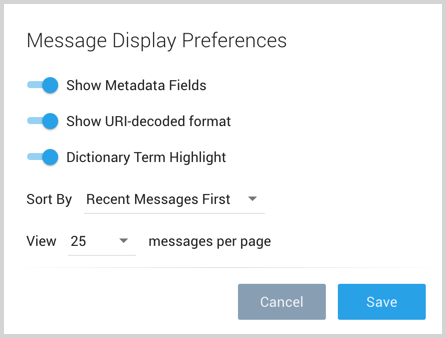 Message Display Preferences
Show Metadata Fields
Show URI-decoded format
Dictionary Term Highlight
Sort By Recent Messages First
View 25 messages per page
Cancel Save